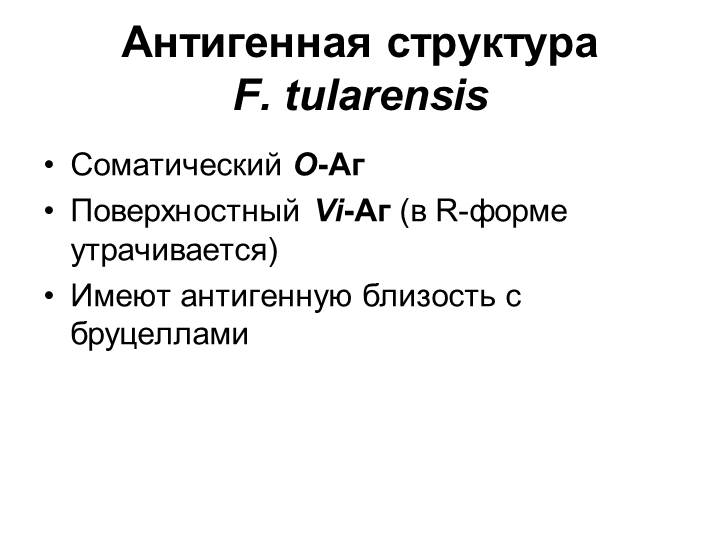 Антигенная структура
F. tularensis
• Соматический О-Аг
• Поверхностный Vi-Аг (в R-форме
утрачивается)
• Имеют антигенную близость с
бруцеллами